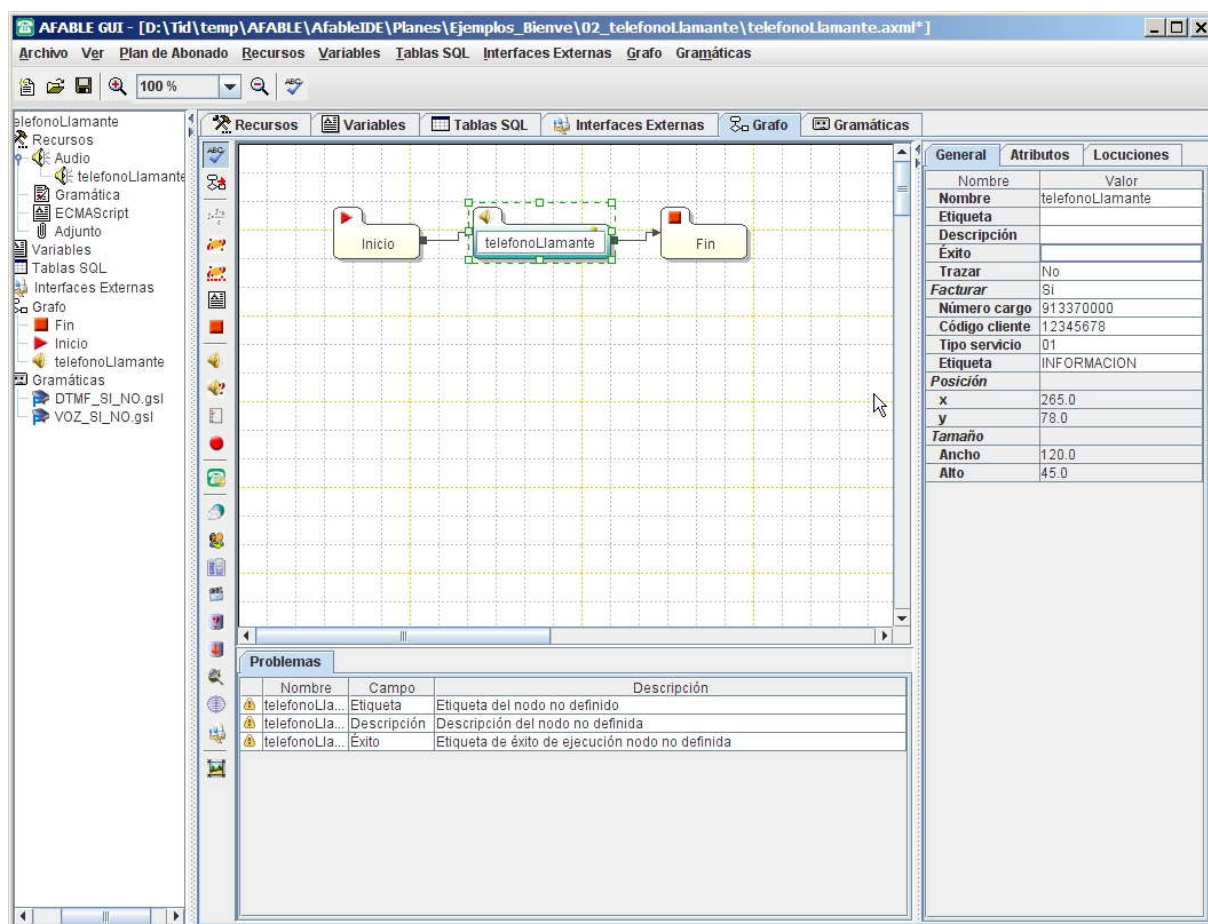 AFABLE GUI - [D:\Tid\temp\AFABLE\AfableIDE\Planes\Ejemplos_Bienve\02_telefonoLlamante\telefonoLlamante.axml*]
Archivo Ver Plan de Abonado Recursos Variables Tablas SQL Interfaces Externas Grafo Gramáticas
100 %
elefonoLlamante
Recursos
Audio
telefonoLlamante
Gramática
ECMAScript
Adjunto
Variables
Tablas SQL
Interfaces Externas
Grafo
Fin
Inicio
telefonoLlamante
Gramáticas
DTMF_SI_NO.gsl
VOZ_SI_NO.gsl
Recursos Variables Tablas SQL Interfaces Externas Grafo Gramáticas
Inicio
telefonoLlamante
Fin
Problemas
Nombre Campo Descripción
telefonoLla... Etiqueta Etiqueta del nodo no definido
telefonoLla... Descripción Descripción del nodo no definida
telefonoLla... Éxito Etiqueta de éxito de ejecución nodo no definida
General Atributos Locuciones
Nombre Valor
Nombre telefonoLlamante
Etiqueta
Descripción
Éxito
Trazar No
Facturar Si
Número cargo 913370000
Código cliente 12345678
Tipo servicio 01
Etiqueta INFORMACION
Posición
x 265.0
y 78.0
Tamaño
Ancho 120.0
Alto 45.0